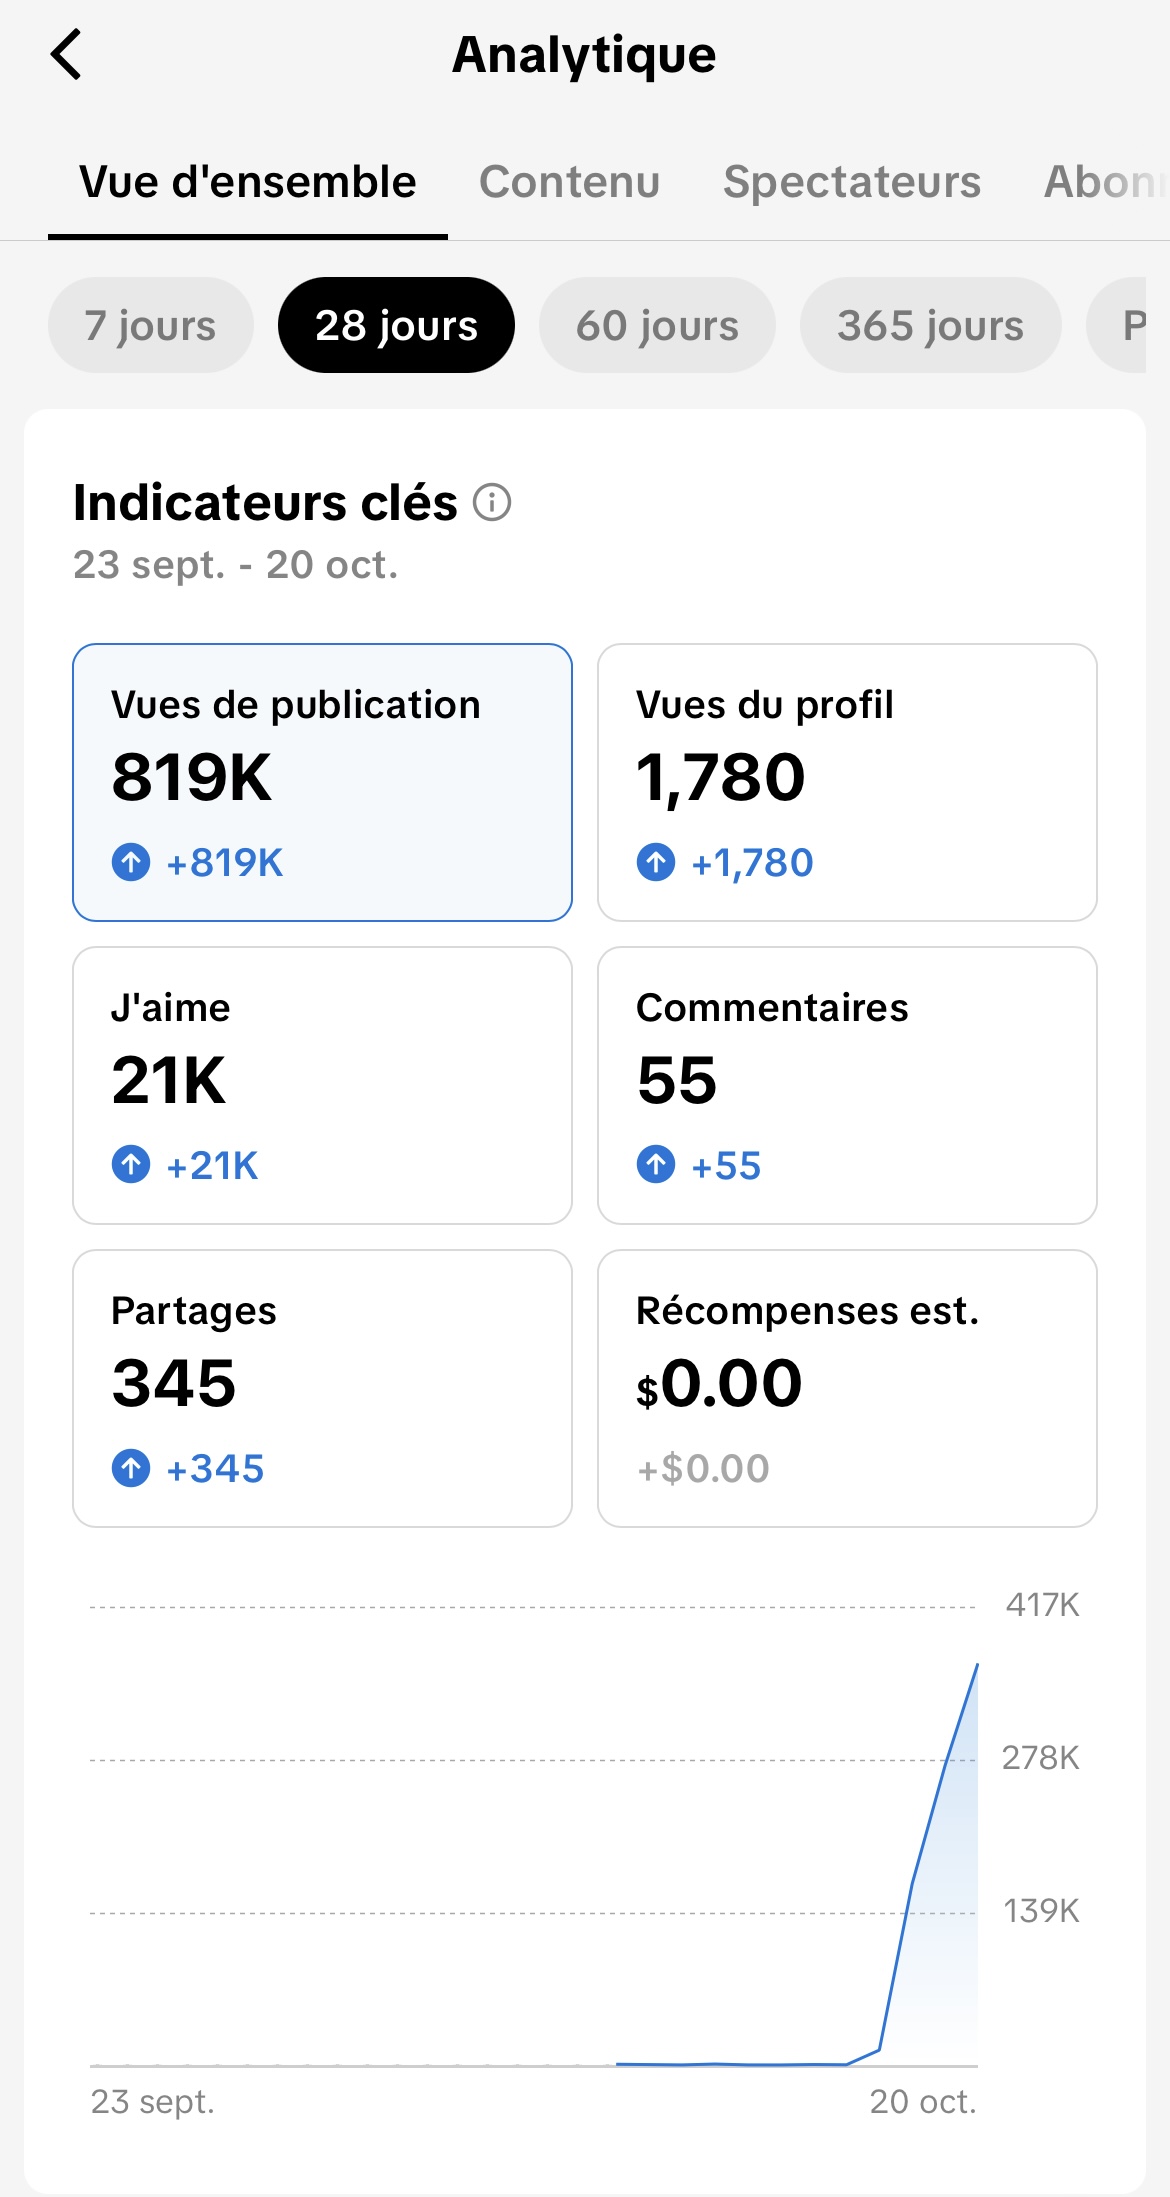 Analytique
Vue d'ensemble Contenu Spectateurs Abon
7 jours 28 jours 60 jours 365 jours P
Indicateurs clés
23 sept. - 20 oct.
Vues de publication
819K
+819K
Vues du profil
1,780
+1,780
J'aime
21K
+21K
Commentaires
55
+55
Partages
345
+345
Récompenses est.
$0.00
+$0.00
417K
278K
139K
23 sept. 20 oct.